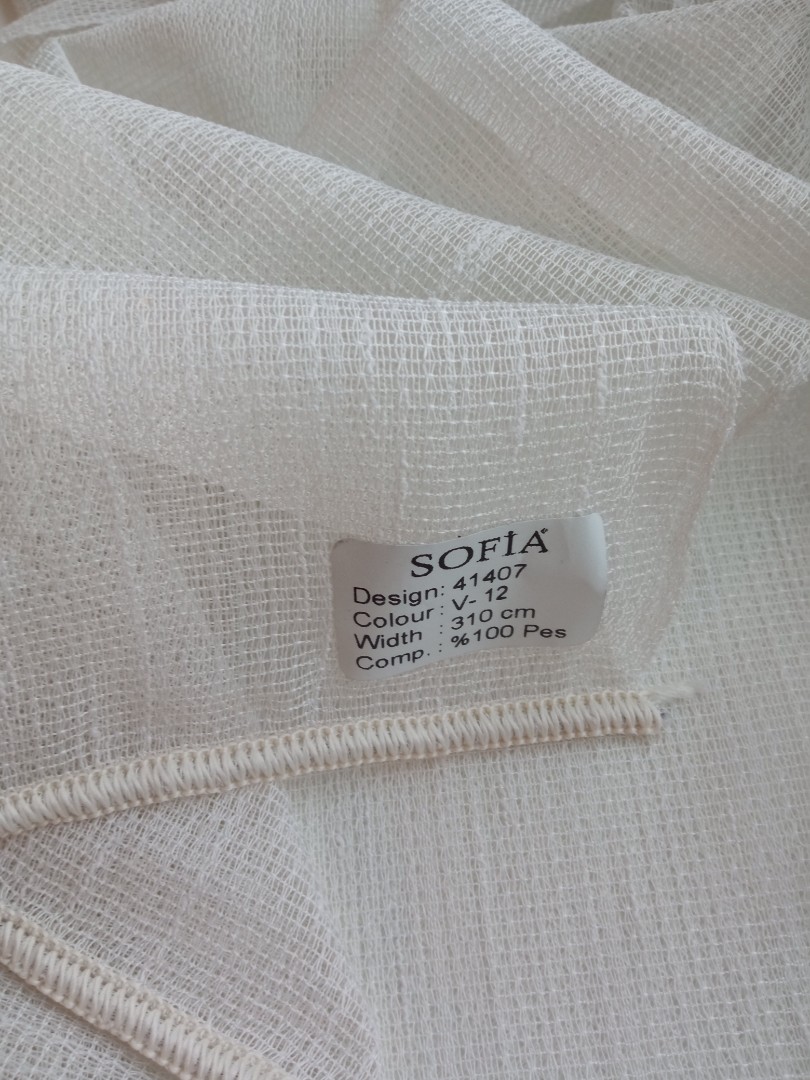 SOFİA
Design: 41407
Colour : V- 12
Width : 310 cm
Comp. : %100 Pes